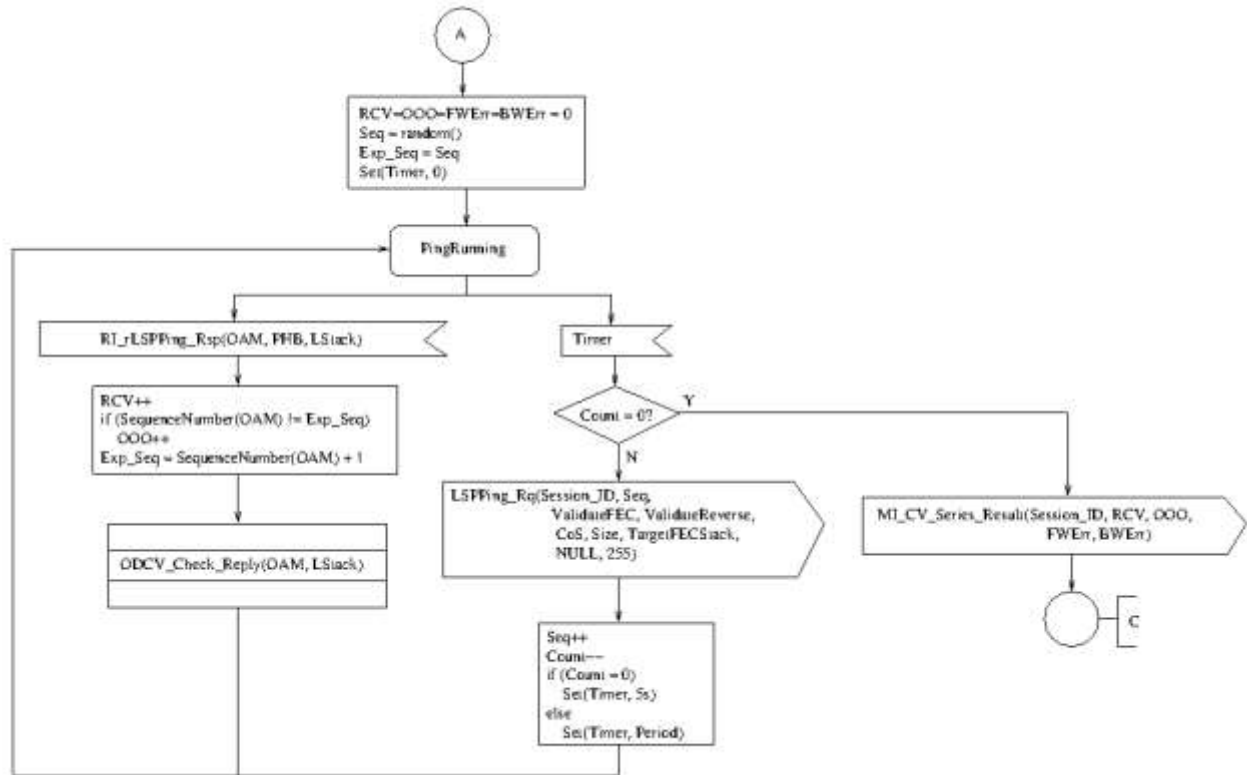 A
RCV=OOO=FWErr=BWErr = 0
Seq = random()
Exp_Seq = Seq
Set(Timer, 0)
PingRunning
RI_rLSPPing_Rsp(OAM, PHB, LStack)
Timer
RCV++
if (SequenceNumber(OAM) != Exp_Seq)
OOO++
Exp_Seq = SequenceNumber(OAM) + 1
Count = 0?
Y
N
LSPPing_Rq(Session_ID, Seq,
ValidateFEC, ValidateReverse,
CoS, Size, TargetFECStack,
NULL, 255)
MI_CV_Series_Result(Session_ID, RCV, OOO,
FWErr, BWErr)
ODCV_Check_Reply(OAM, LStack)
C
Seq++
Count--
if (Count = 0)
Set(Timer, 5s)
else
Set(Timer, Period)